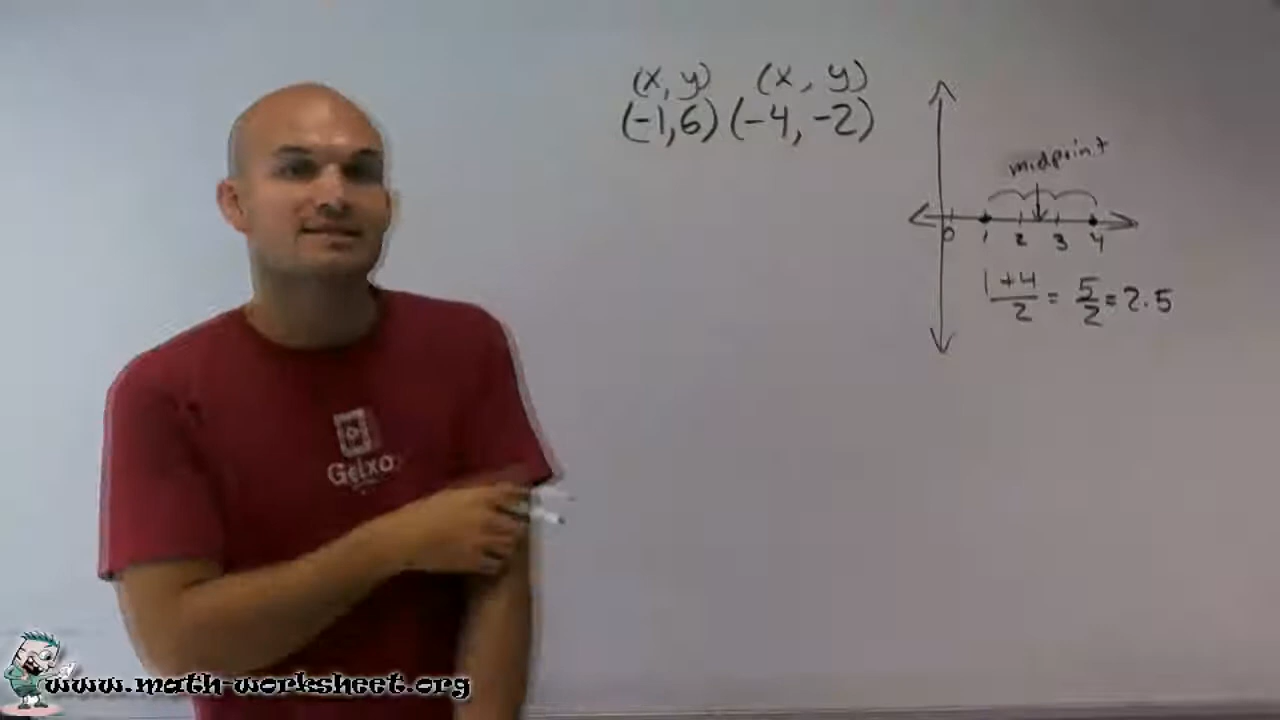 (x, y) (x, y)
(-1,6) (-4, -2)
midpoint
0 1 2 3 4
1+4/2 = 5/2 = 2.5
Gelxo
www.math-worksheet.org